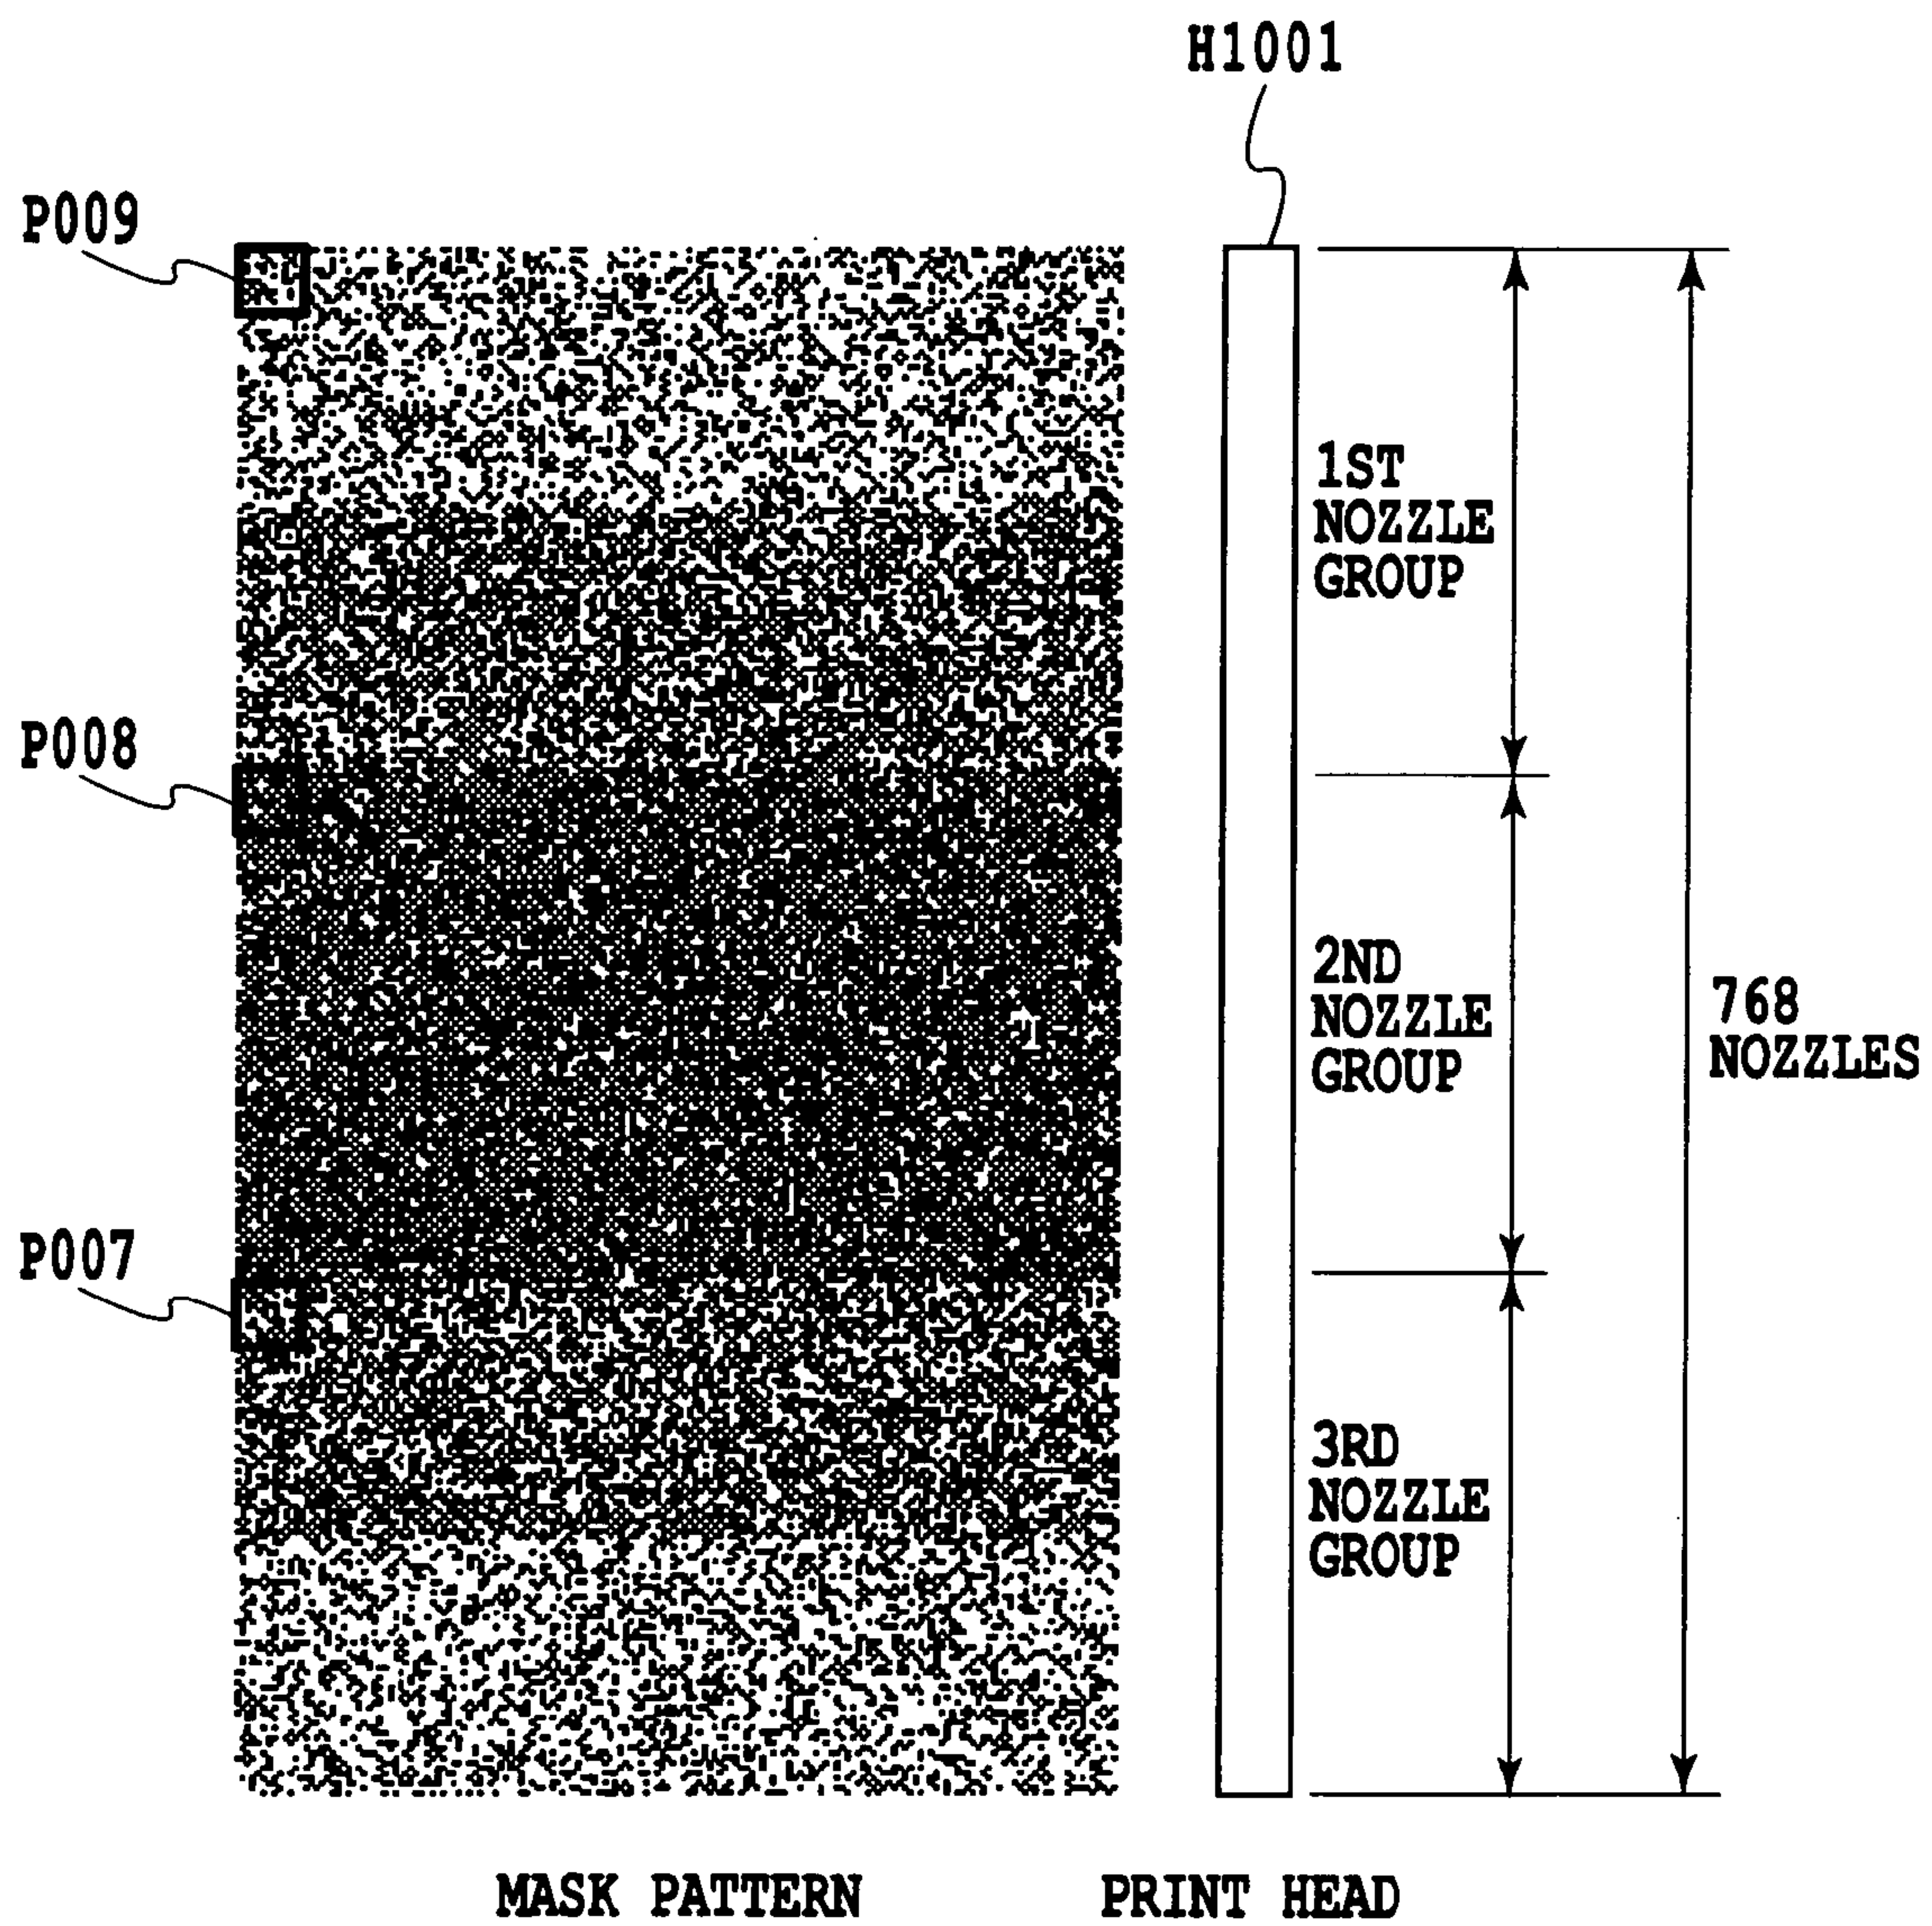 H1001
P009
1ST
NOZZLE
GROUP
P008
2ND
NOZZLE
GROUP
768
NOZZLES
P007
3RD
NOZZLE
GROUP
MASK PATTERN
PRINT HEAD